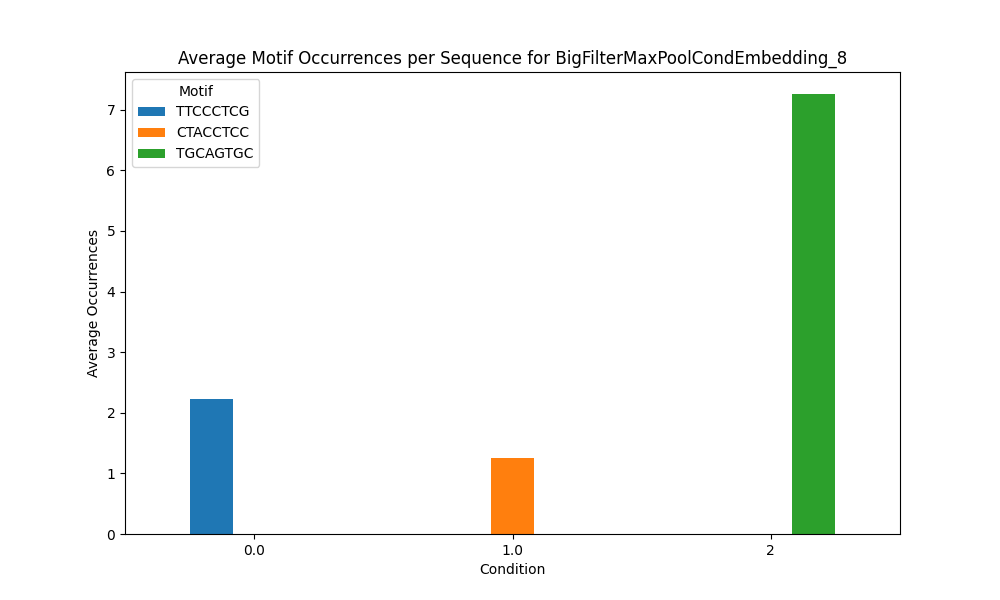 Average Motif Occurrences per Sequence for BigFilterMaxPoolCondEmbedding_8
Motif
TTCCCTCG
CTACCTCC
TGCAGTGC
7
6
5
4
3
2
1
0
Average Occurrences
0.0 1.0 2
Condition